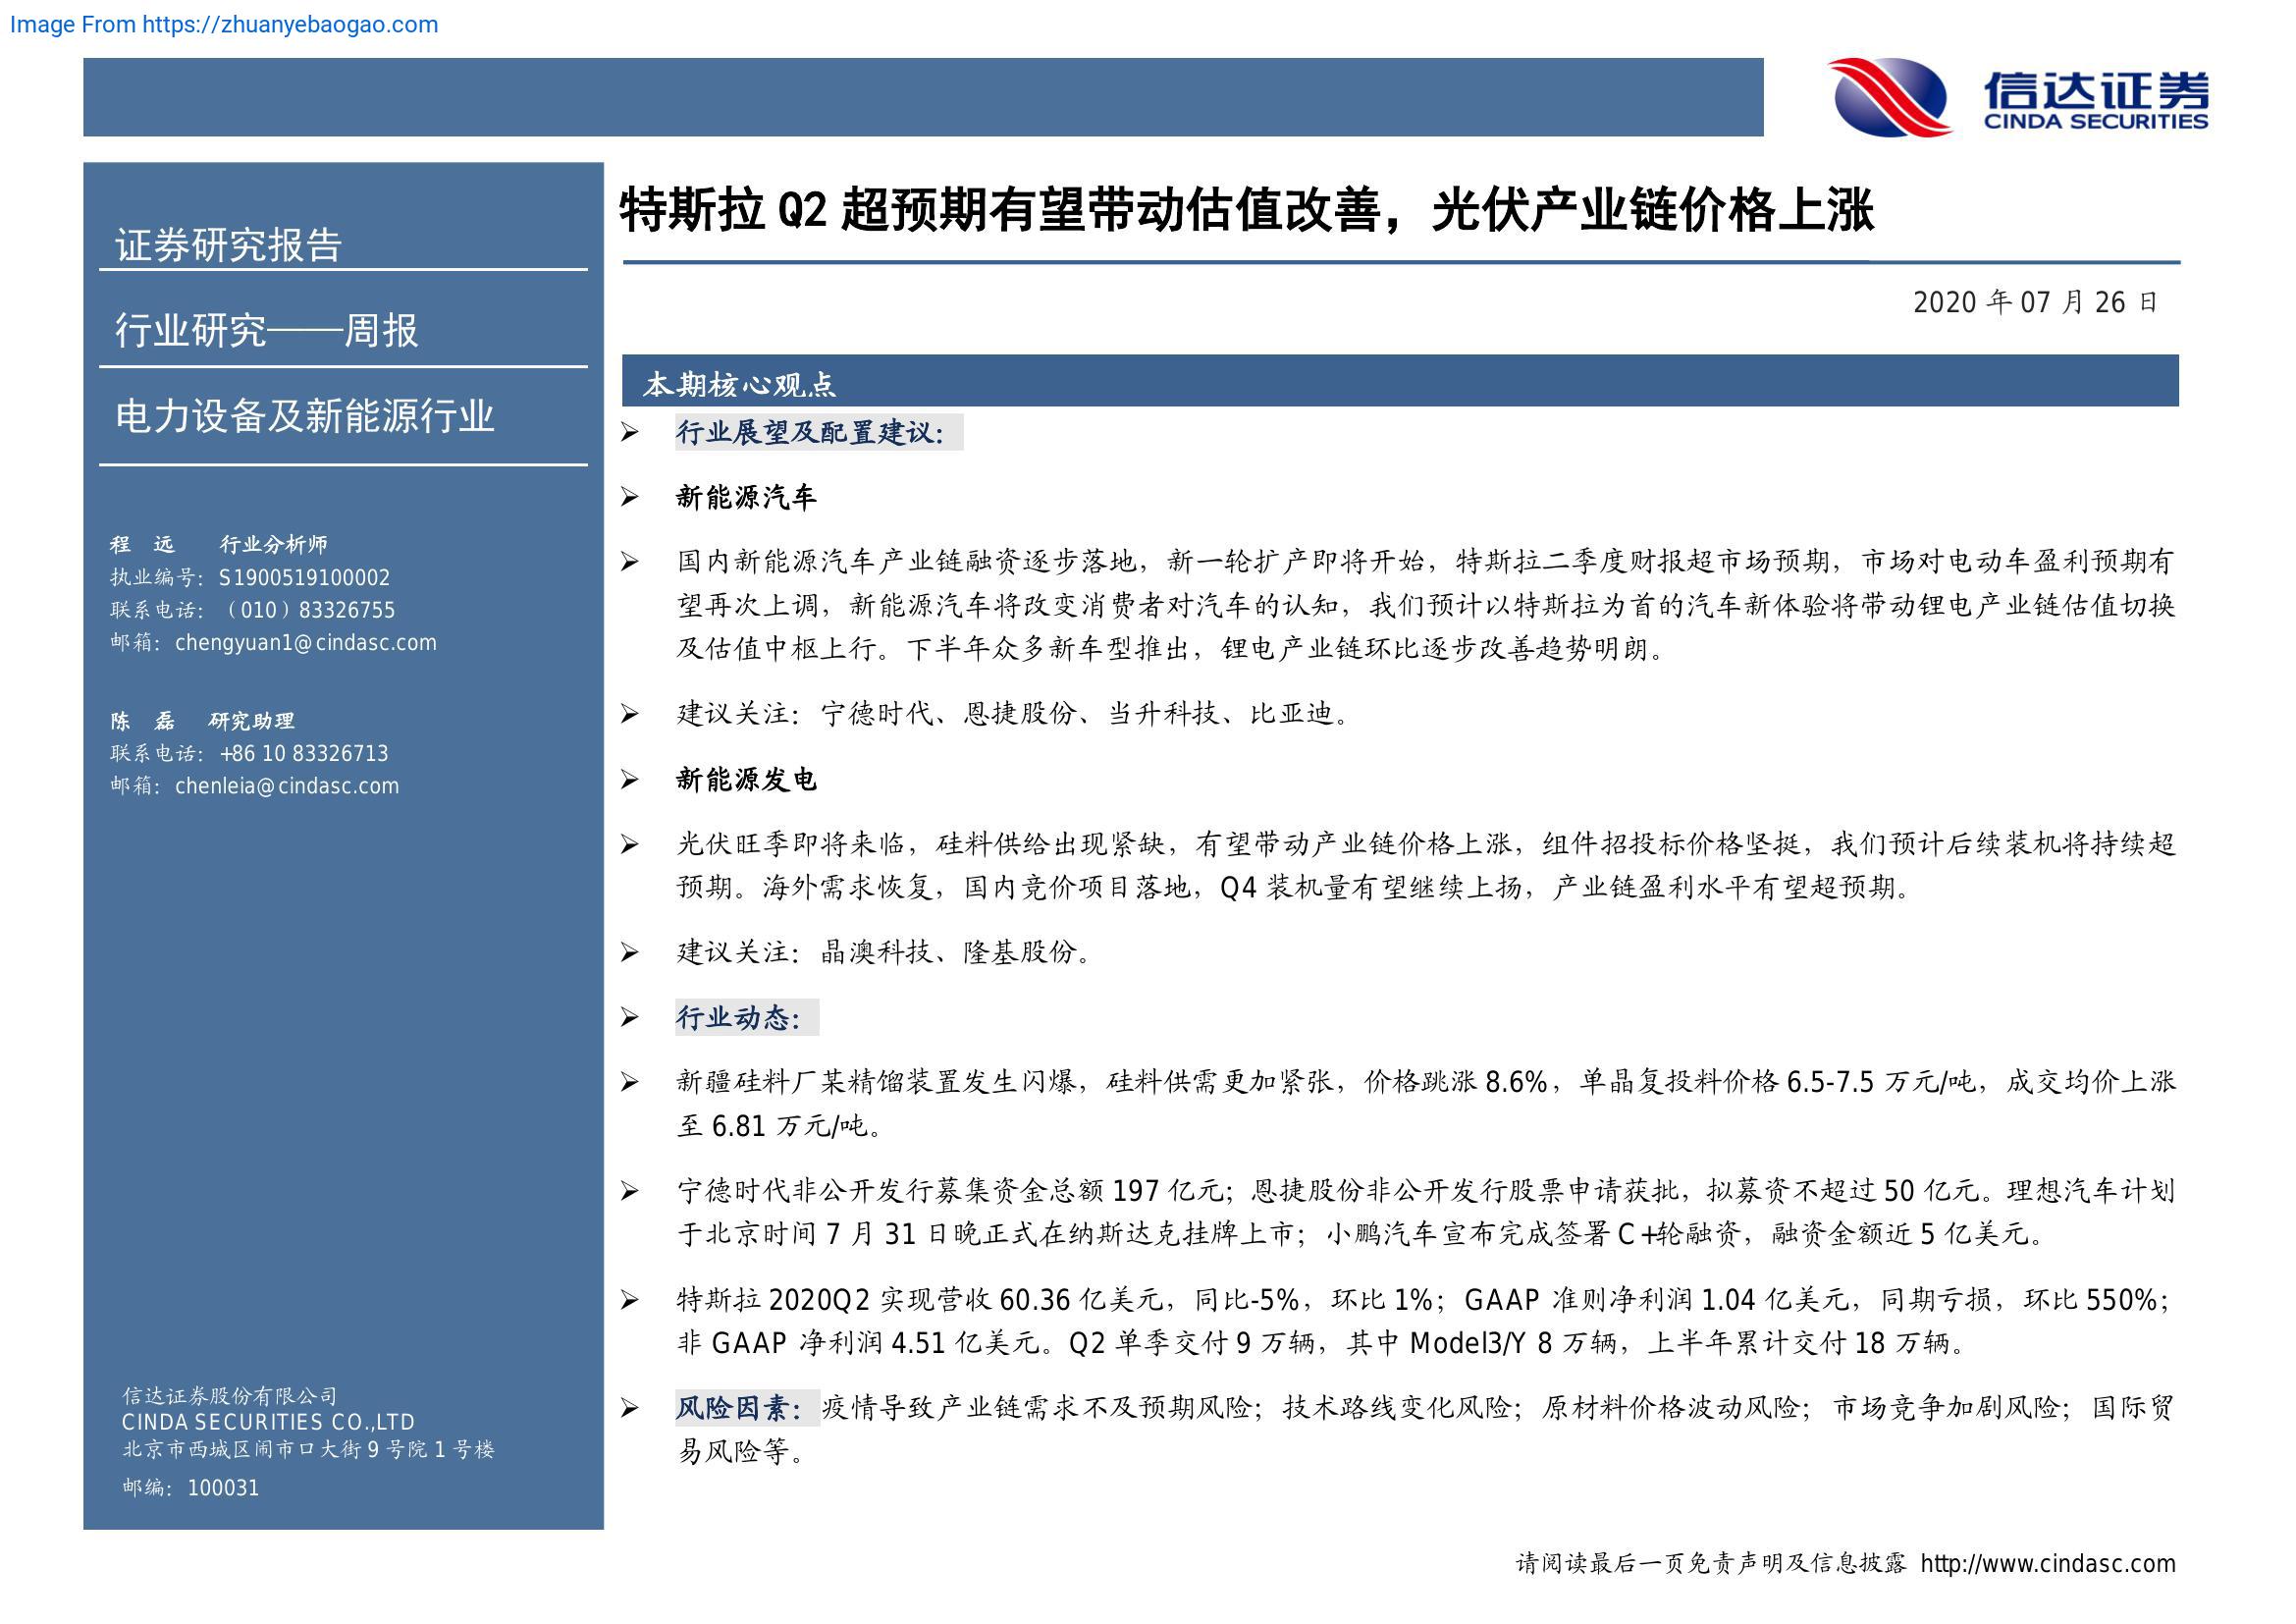 Image From https://zhuanyebaogao.com
信达证券
CINDA SECURITIES
证券研究报告
行业研究——周报
电力设备及新能源行业
程 远 行业分析师
执业编号：S1900519100002
联系电话：（010）83326755
邮箱：chengyuan1@cindasc.com
陈 磊 研究助理
联系电话：+86 10 83326713
邮箱：chenleia@cindasc.com
信达证券股份有限公司
CINDA SECURITIES CO.,LTD
北京市西城区闹市口大街 9 号院 1 号楼
邮编：100031
特斯拉 Q2 超预期有望带动估值改善，光伏产业链价格上涨
2020 年 07 月 26 日
本期核心观点
➢ 行业展望及配置建议：
➢ 新能源汽车
➢ 国内新能源汽车产业链融资逐步落地，新一轮扩产即将开始，特斯拉二季度财报超市场预期，市场对电动车盈利预期有
望再次上调，新能源汽车将改变消费者对汽车的认知，我们预计以特斯拉为首的汽车新体验将带动锂电产业链估值切换
及估值中枢上行。下半年众多新车型推出，锂电产业链环比逐步改善趋势明朗。
➢ 建议关注：宁德时代、恩捷股份、当升科技、比亚迪。
➢ 新能源发电
➢ 光伏旺季即将来临，硅料供给出现紧缺，有望带动产业链价格上涨，组件招投标价格坚挺，我们预计后续装机将持续超
预期。海外需求恢复，国内竞价项目落地，Q4 装机量有望继续上扬，产业链盈利水平有望超预期。
➢ 建议关注：晶澳科技、隆基股份。
➢ 行业动态：
➢ 新疆硅料厂某精馏装置发生闪爆，硅料供需更加紧张，价格跳涨 8.6%，单晶复投料价格 6.5-7.5 万元/吨，成交均价上涨
至 6.81 万元/吨。
➢ 宁德时代非公开发行募集资金总额 197 亿元；恩捷股份非公开发行股票申请获批，拟募资不超过 50 亿元。理想汽车计划
于北京时间 7 月 31 日晚正式在纳斯达克挂牌上市；小鹏汽车宣布完成签署 C+轮融资，融资金额近 5 亿美元。
➢ 特斯拉 2020Q2 实现营收 60.36 亿美元，同比-5%，环比 1%；GAAP 准则净利润 1.04 亿美元，同期亏损，环比 550%；
非 GAAP 净利润 4.51 亿美元。Q2 单季交付 9 万辆，其中 Model3/Y 8 万辆，上半年累计交付 18 万辆。
➢ 风险因素：疫情导致产业链需求不及预期风险；技术路线变化风险；原材料价格波动风险；市场竞争加剧风险；国际贸
易风险等。
请阅读最后一页免责声明及信息披露 http://www.cindasc.com